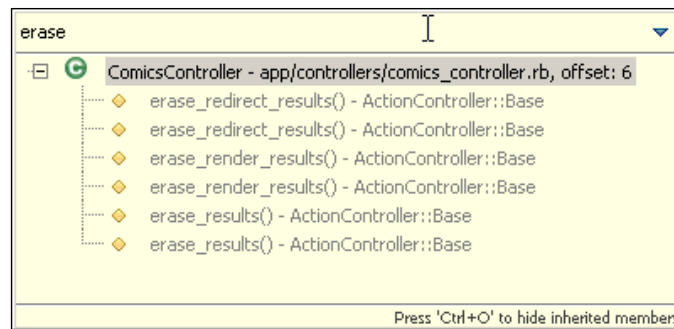 erase
C ComicsController - app/controllers/comics_controller.rb, offset: 6
erase_redirect_results() - ActionController::Base
erase_redirect_results() - ActionController::Base
erase_render_results() - ActionController::Base
erase_render_results() - ActionController::Base
erase_results() - ActionController::Base
erase_results() - ActionController::Base
Press 'Ctrl+O' to hide inherited member